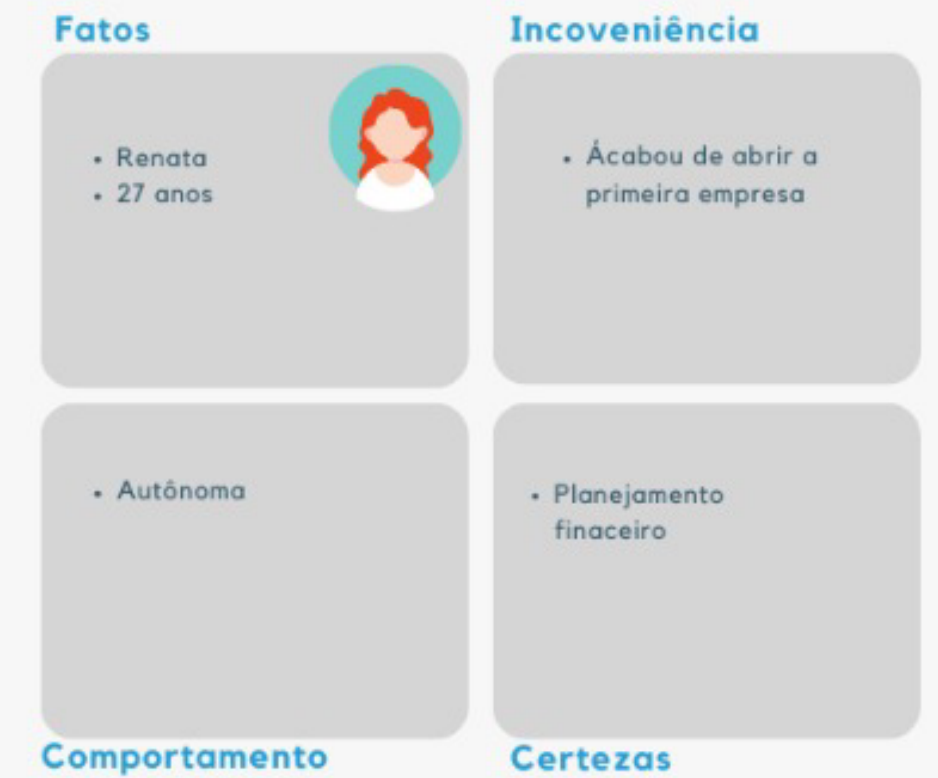 Fatos
Incoveniência
• Renata
• 27 anos
• Ácabou de abrir a
primeira empresa
• Autônoma
• Planejamento
finaceiro
Comportamento
Certezas